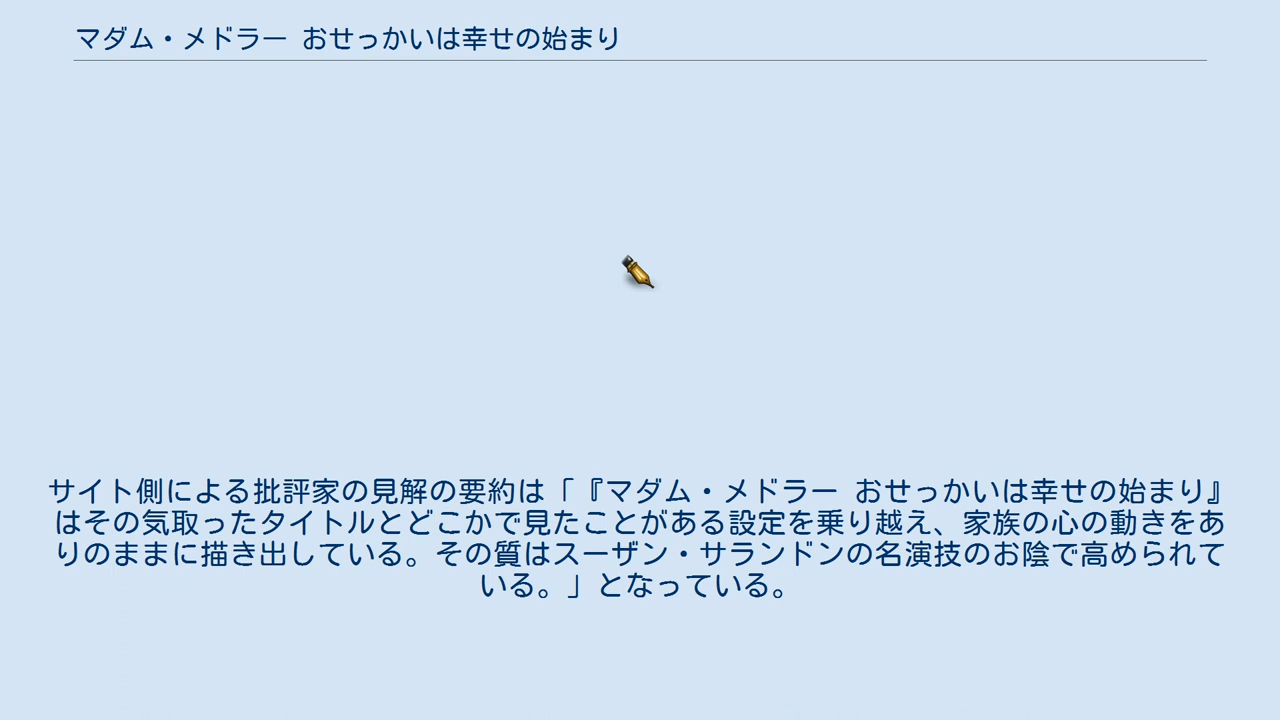 マダム・メドラー おせっかいは幸せの始まり
サイト側による批評家の見解の要約は「『マダム・メドラー おせっかいは幸せの始まり』
はその気取ったタイトルとどこかで見たことがある設定を乗り越え、家族の心の動きをあ
りのままに描き出している。その質はスーザン・サランドンの名演技のお陰で高められて
いる。」となっている。